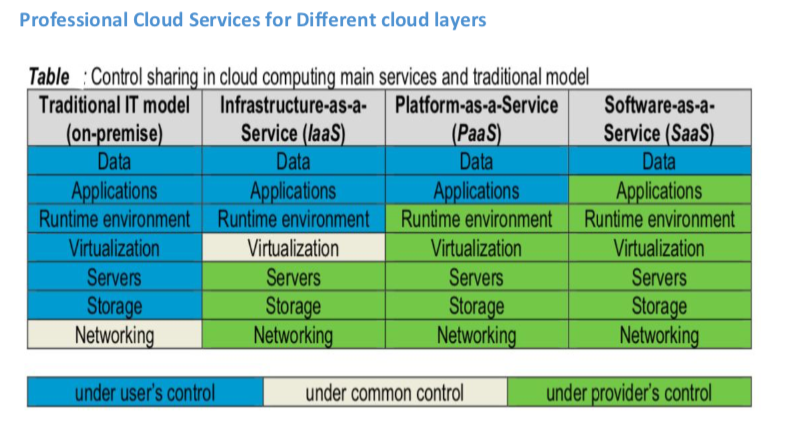 Professional Cloud Services for Different cloud layers
Table : Control sharing in cloud computing main services and traditional model
Traditional IT model (on-premise) Infrastructure-as-a-Service (IaaS) Platform-as-a-Service (PaaS) Software-as-a-Service (SaaS)
Data Data Data Data
Applications Applications Applications Applications
Runtime environment Runtime environment Runtime environment Runtime environment
Virtualization Virtualization Virtualization Virtualization
Servers Servers Servers Servers
Storage Storage Storage Storage
Networking Networking Networking Networking
under user's control under common control under provider's control